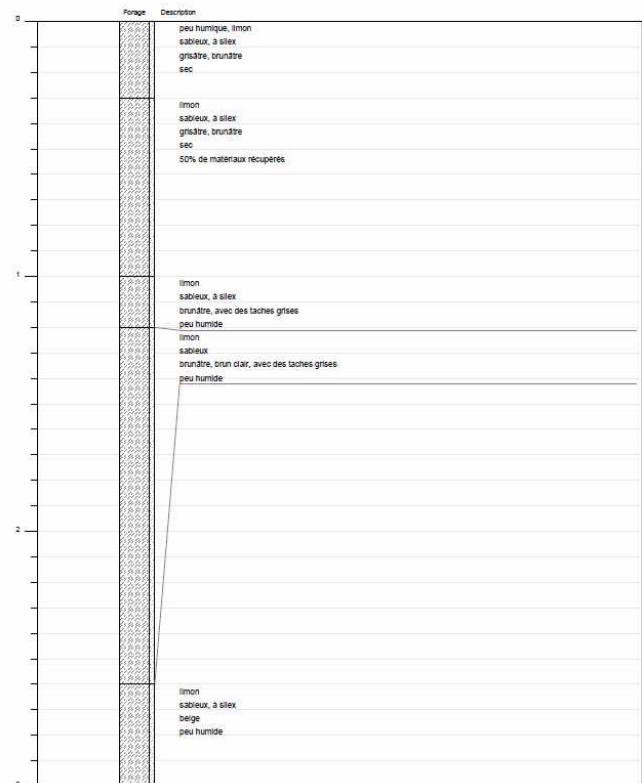 Forage Description
0
peu humique, limon
sableux, à silex
grisâtre, brunâtre
sec
limon
sableux, à silex
grisâtre, brunâtre
sec
50% de matériaux récupérés
1
limon
sableux, à silex
brunâtre, avec des taches grises
peu humide
limon
sableux
brunâtre, brun clair, avec des taches grises
peu humide
2
limon
sableux, à silex
beige
peu humide